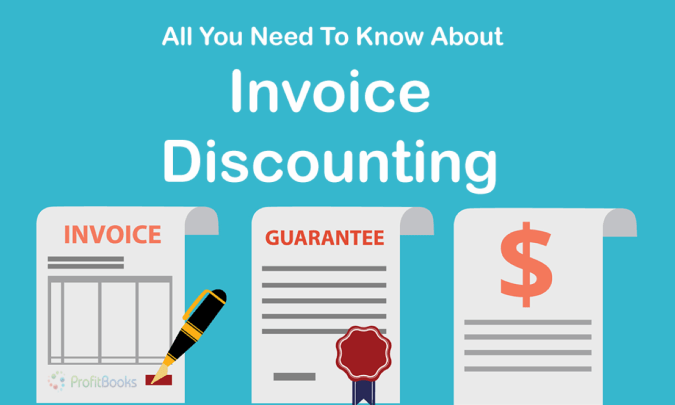 All You Need To Know About
Invoice
Discounting
INVOICE
GUARANTEE
$
ProfitBooks